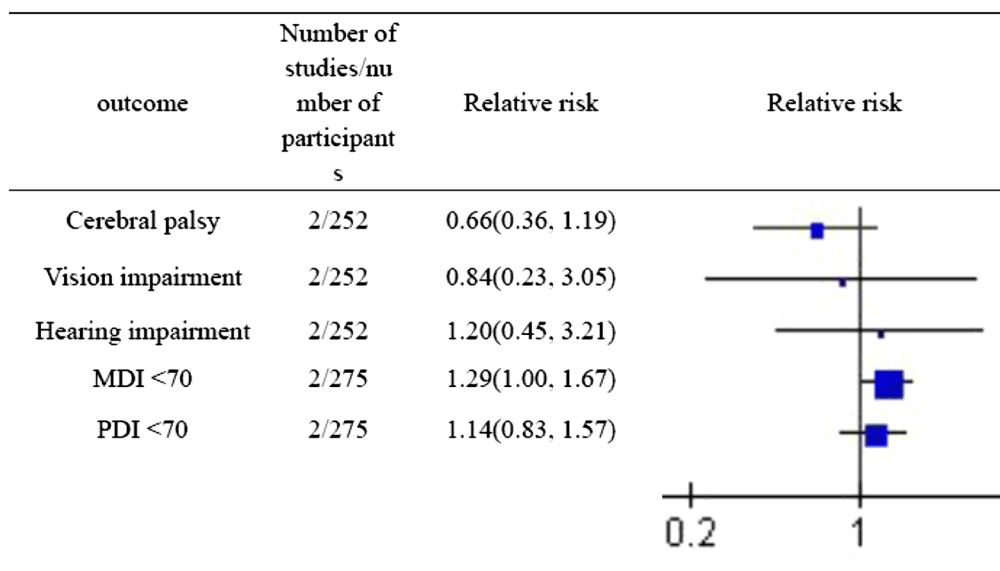 outcome Number of studies/nu mber of participant s Relative risk Relative risk
Cerebral palsy 2/252 0.66(0.36, 1.19)
Vision impairment 2/252 0.84(0.23, 3.05)
Hearing impairment 2/252 1.20(0.45, 3.21)
MDI <70 2/275 1.29(1.00, 1.67)
PDI <70 2/275 1.14(0.83, 1.57)
0.2 1